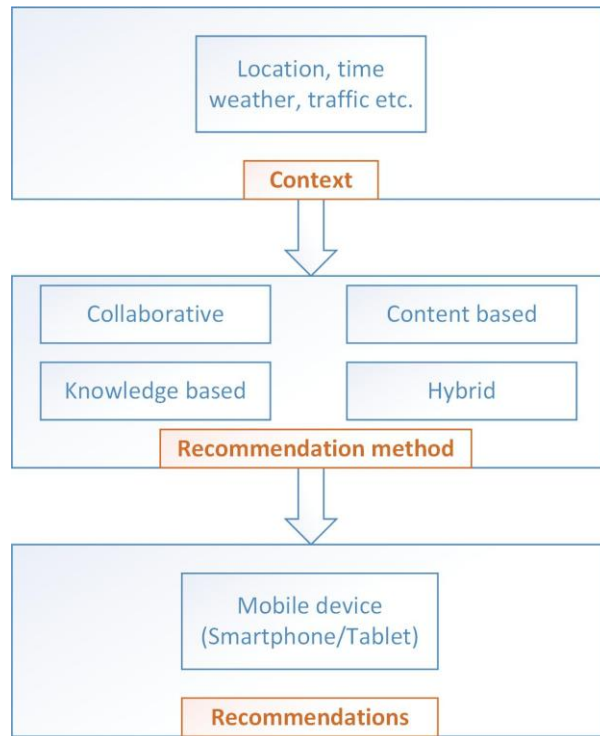 Location, time
weather, traffic etc.
Context
Collaborative
Content based
Knowledge based
Hybrid
Recommendation method
Mobile device
(Smartphone/Tablet)
Recommendations